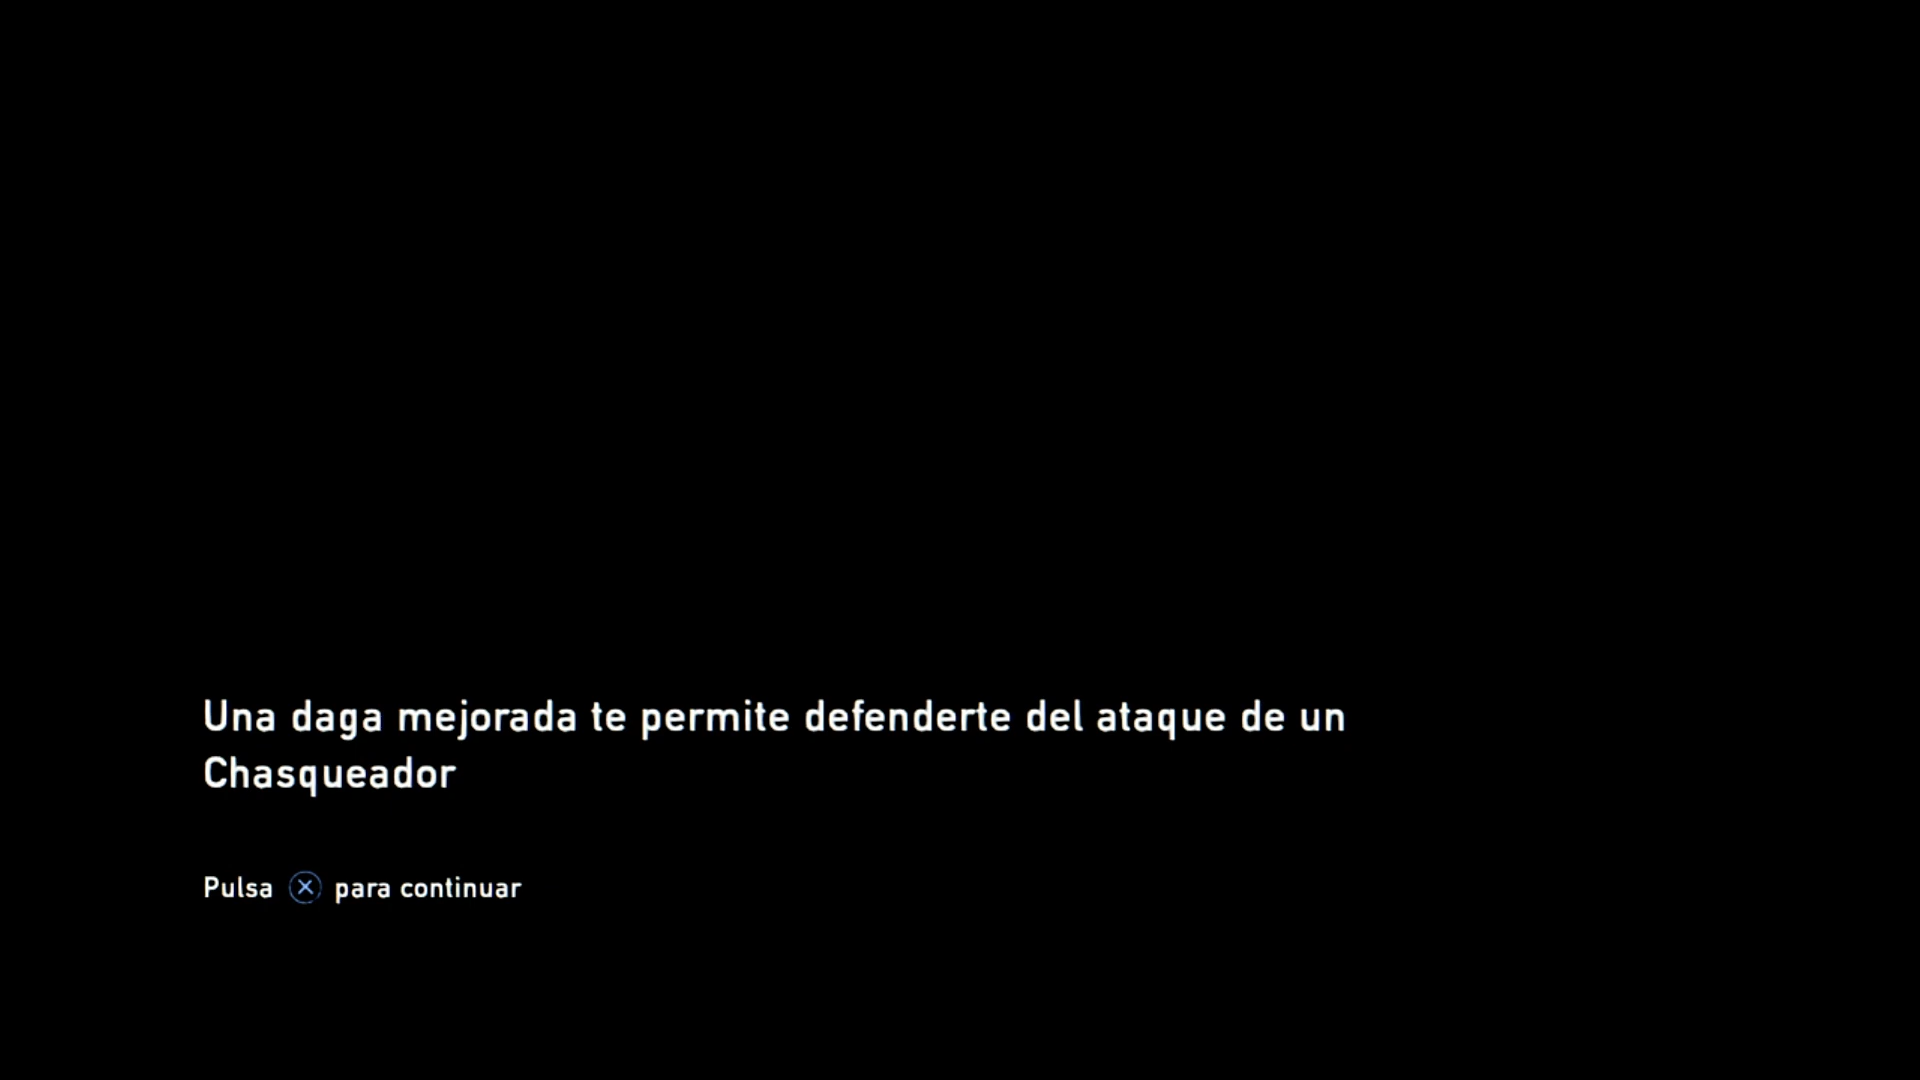 Una daga mejorada te permite defenderte del ataque de un
Chasqueador
Pulsa ⓧ para continuar